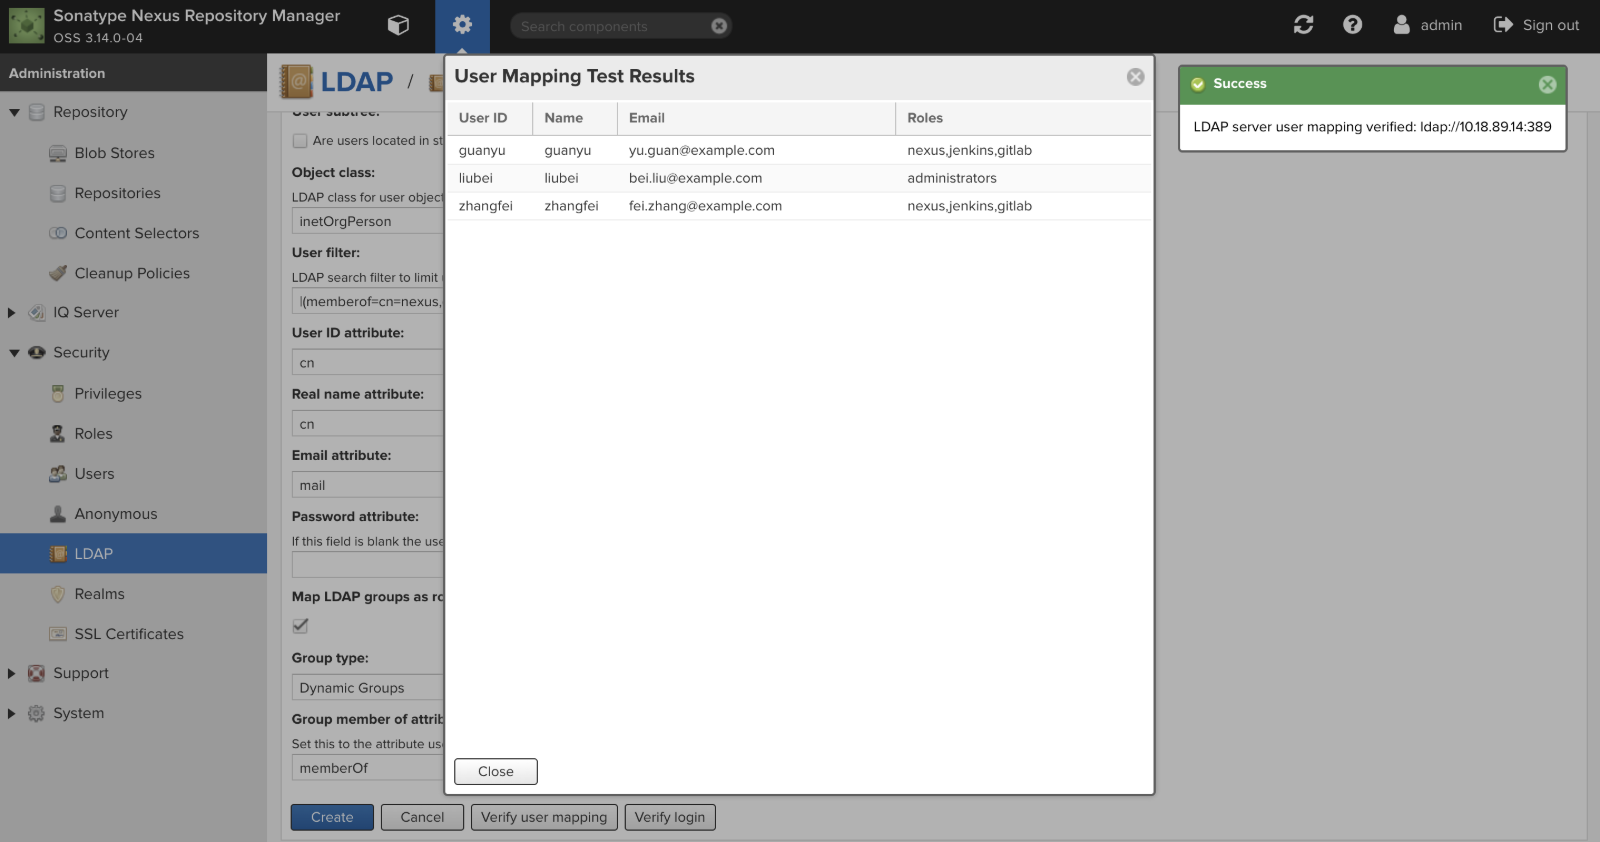 Sonatype Nexus Repository Manager
OSS 3.14.0-04
Search components
admin
Sign out
Administration
Repository
Blob Stores
Repositories
Content Selectors
Cleanup Policies
IQ Server
Security
Privileges
Roles
Users
Anonymous
LDAP
Realms
SSL Certificates
Support
System
LDAP /
User subtree:
Are users located in st
Object class:
LDAP class for user object
inetOrgPerson
User filter:
LDAP search filter to limit
|(memberof=cn=nexus,
User ID attribute:
cn
Real name attribute:
cn
Email attribute:
mail
Password attribute:
If this field is blank the use
Map LDAP groups as ro
Group type:
Dynamic Groups
Group member of attrib
Set this to the attribute us
memberOf
Create Cancel Verify user mapping Verify login
User Mapping Test Results
User ID Name Email Roles
guanyu guanyu yu.guan@example.com nexus,jenkins,gitlab
liubei liubei bei.liu@example.com administrators
zhangfei zhangfei fei.zhang@example.com nexus,jenkins,gitlab
Close
Success
LDAP server user mapping verified: ldap://10.18.89.14:389